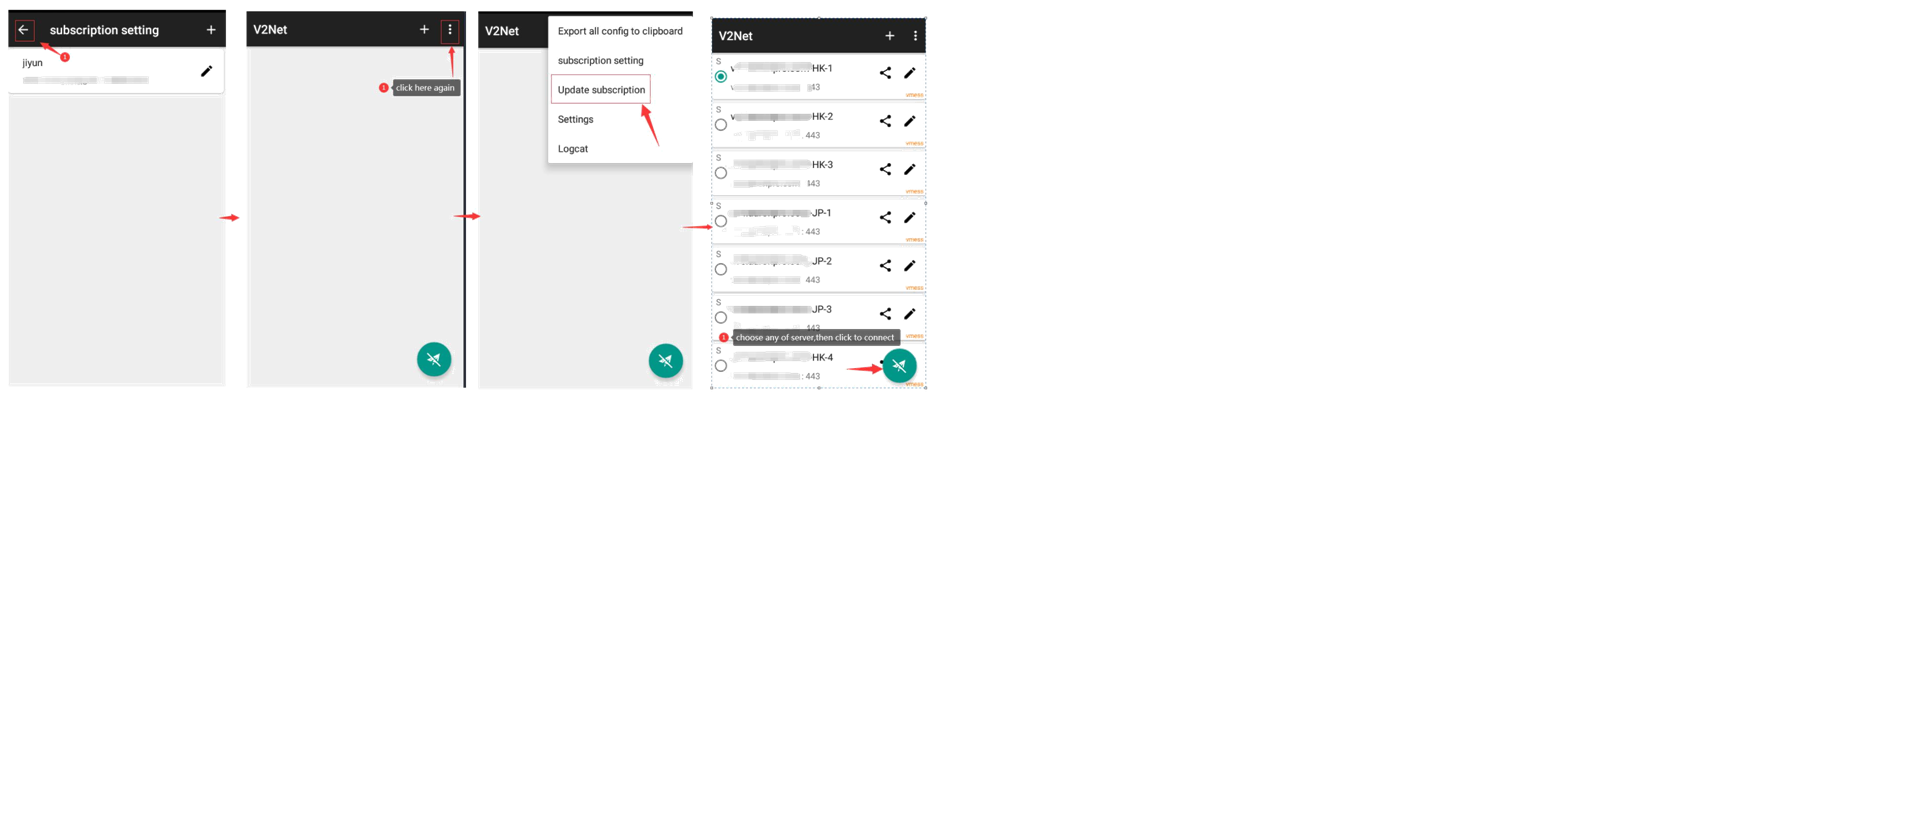 subscription setting
jiyun
V2Net
click here again
V2Net
Export all config to clipboard
subscription setting
Update subscription
Settings
Logcat
V2Net
S
HK-1
443
vmess
S
HK-2
: 443
vmess
S
HK-3
443
vmess
S
JP-1
: 443
vmess
S
JP-2
443
vmess
S
JP-3
443
vmess
1
choose any of server,then click to connect
S
HK-4
: 443
vmess